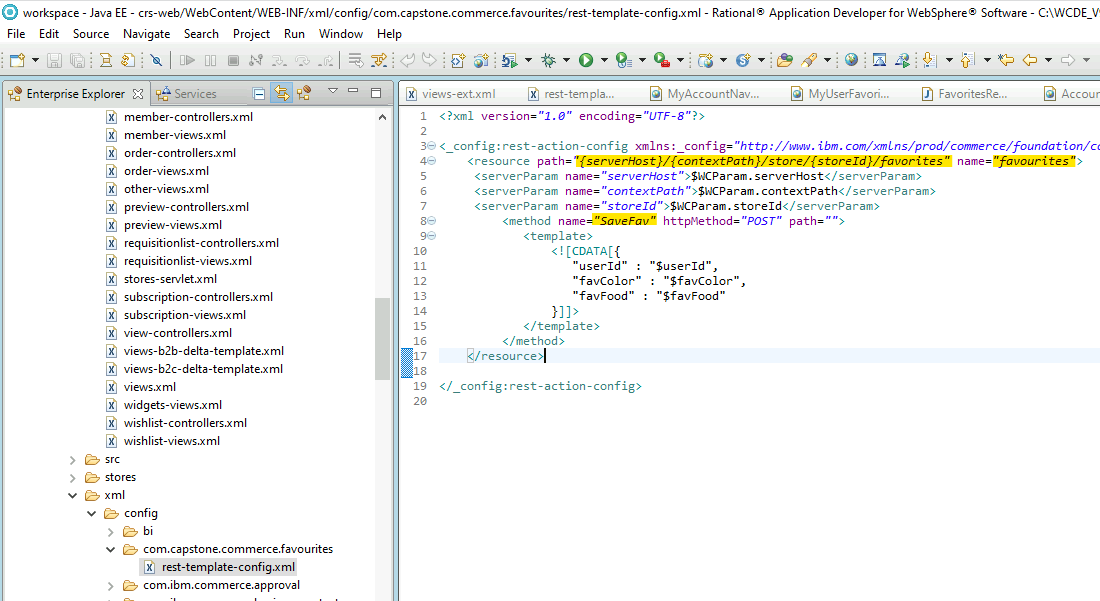 workspace - Java EE - crs-web/WebContent/WEB-INF/xml/config/com.capstone.commerce.favourites/rest-template-config.xml - Rational® Application Developer for WebSphere® Software - C:\WCDE_V9
File Edit Source Navigate Search Project Run Window Help
Enterprise Explorer Services
member-controllers.xml
member-views.xml
order-controllers.xml
order-views.xml
other-views.xml
preview-controllers.xml
preview-views.xml
requisitionlist-controllers.xml
requisitionlist-views.xml
stores-servlet.xml
subscription-controllers.xml
subscription-views.xml
view-controllers.xml
views-b2b-delta-template.xml
views-b2c-delta-template.xml
views.xml
widgets-views.xml
wishlist-controllers.xml
wishlist-views.xml
src
stores
xml
config
bi
com.capstone.commerce.favourites
rest-template-config.xml
com.ibm.commerce.approval
views-ext.xml rest-templa... MyAccountNav... MyUserFavori... FavoritesRe... Accour
1 <?xml version="1.0" encoding="UTF-8"?>
2
3 <_config:rest-action-config xmlns:_config="http://www.ibm.com/xmlns/prod/commerce/foundation/co
4 <resource path="{serverHost}/{contextPath}/store/{storeId}/favorites" name="favourites">
5 <serverParam name="serverHost">$WCParam.serverHost</serverParam>
6 <serverParam name="contextPath">$WCParam.contextPath</serverParam>
7 <serverParam name="storeId">$WCParam.storeId</serverParam>
8 <method name="SaveFav" httpMethod="POST" path="">
9 <template>
10 <![CDATA[{
11 "userId" : "$userId",
12 "favColor" : "$favColor",
13 "favFood" : "$favFood"
14 }]]>
15 </template>
16 </method>
17 </resource>
18
19 </_config:rest-action-config>
20